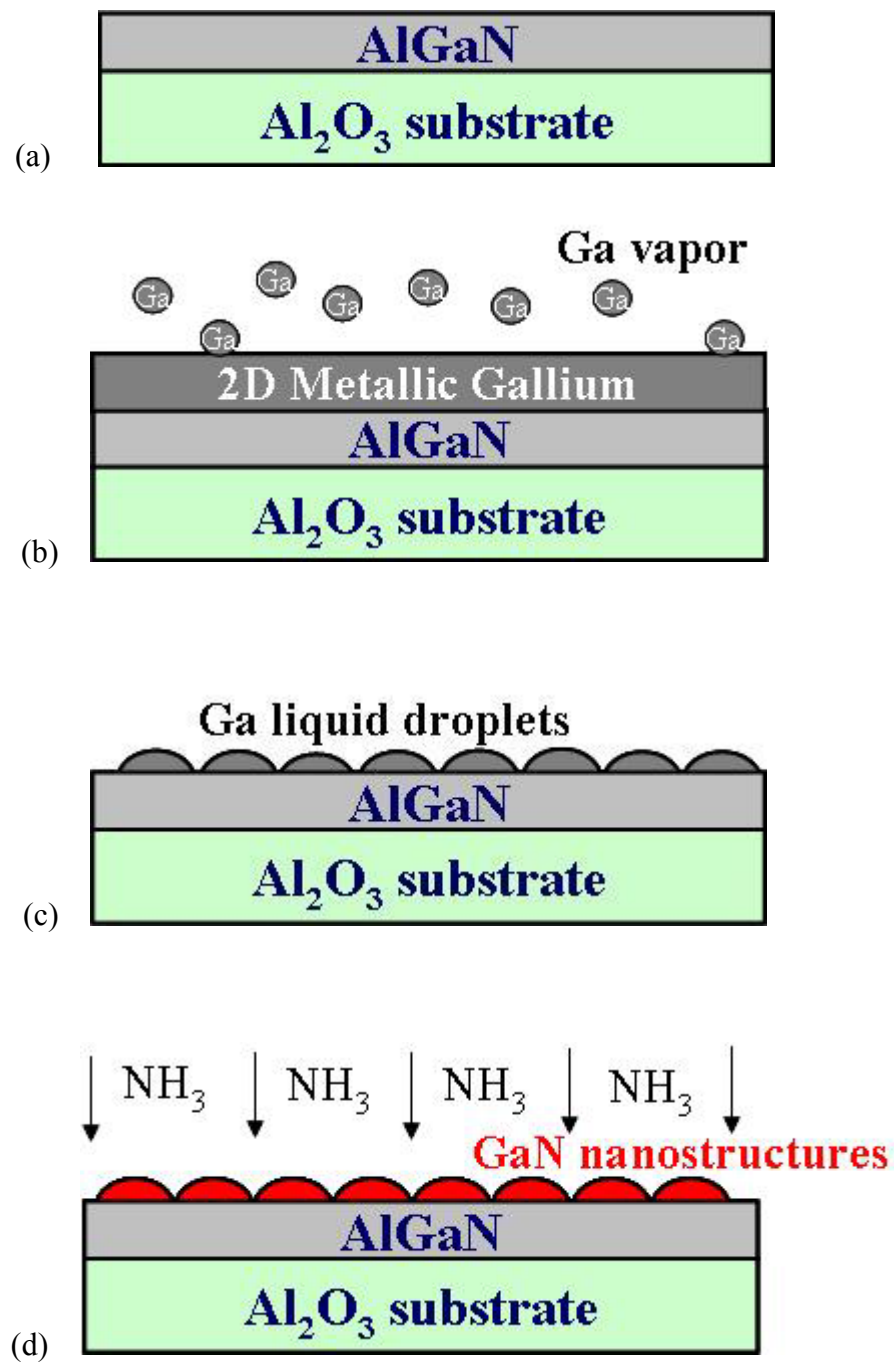 AlGaN
Al₂O₃ substrate
(a)
Ga vapor
Ga Ga Ga Ga Ga Ga Ga Ga
2D Metallic Gallium
AlGaN
Al₂O₃ substrate
(b)
Ga liquid droplets
AlGaN
Al₂O₃ substrate
(c)
NH₃ NH₃ NH₃ NH₃
GaN nanostructures
AlGaN
Al₂O₃ substrate
(d)